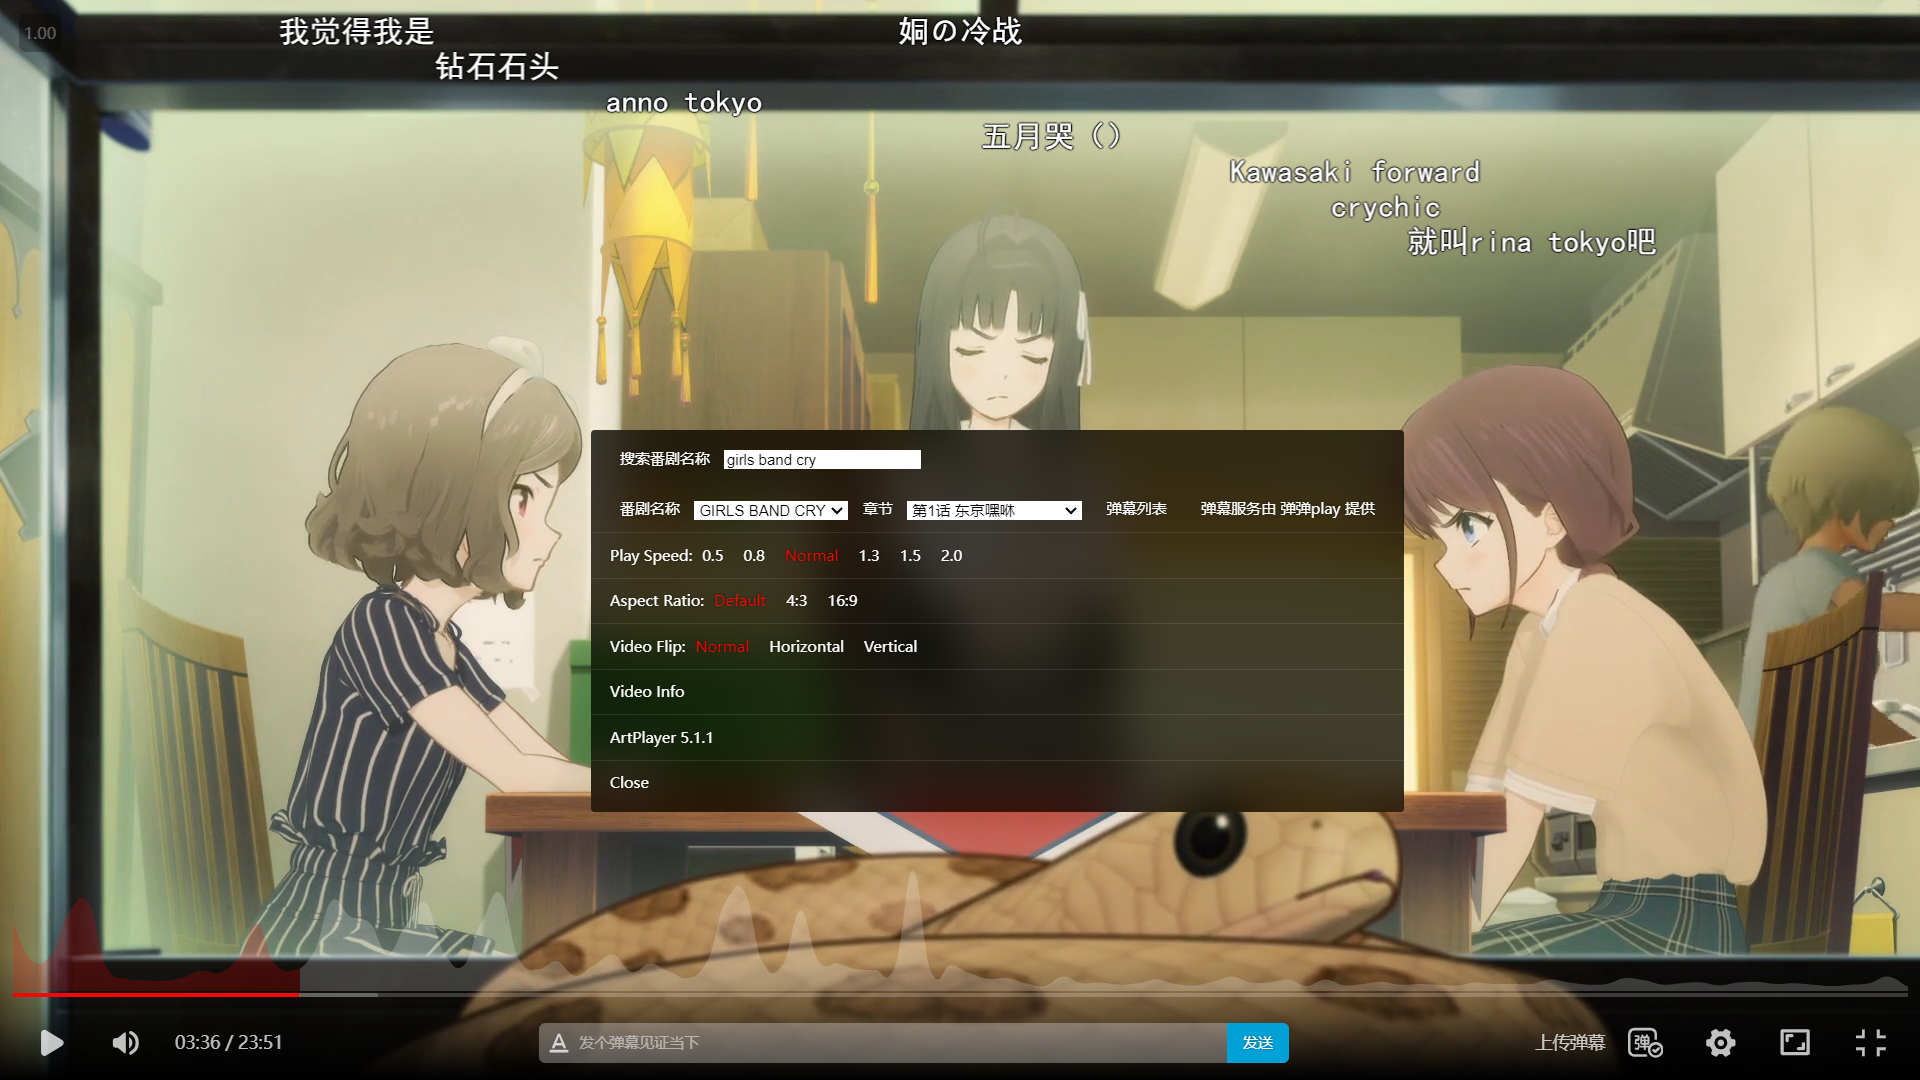 1.00
我觉得我是
姛の冷战
钻石石头
anno tokyo
五月哭（）
Kawasaki forward
crychic
就叫rina tokyo吧
搜索番剧名称 girls band cry
番剧名称 GIRLS BAND CRY 章节 第1话 东京嘿咻 弹幕列表 弹幕服务由 弹弹play 提供
Play Speed: 0.5 0.8 Normal 1.3 1.5 2.0
Aspect Ratio: Default 4:3 16:9
Video Flip: Normal Horizontal Vertical
Video Info
ArtPlayer 5.1.1
Close
03:36 / 23:51
A 发个弹幕见证当下 发送
上传弹幕 弹